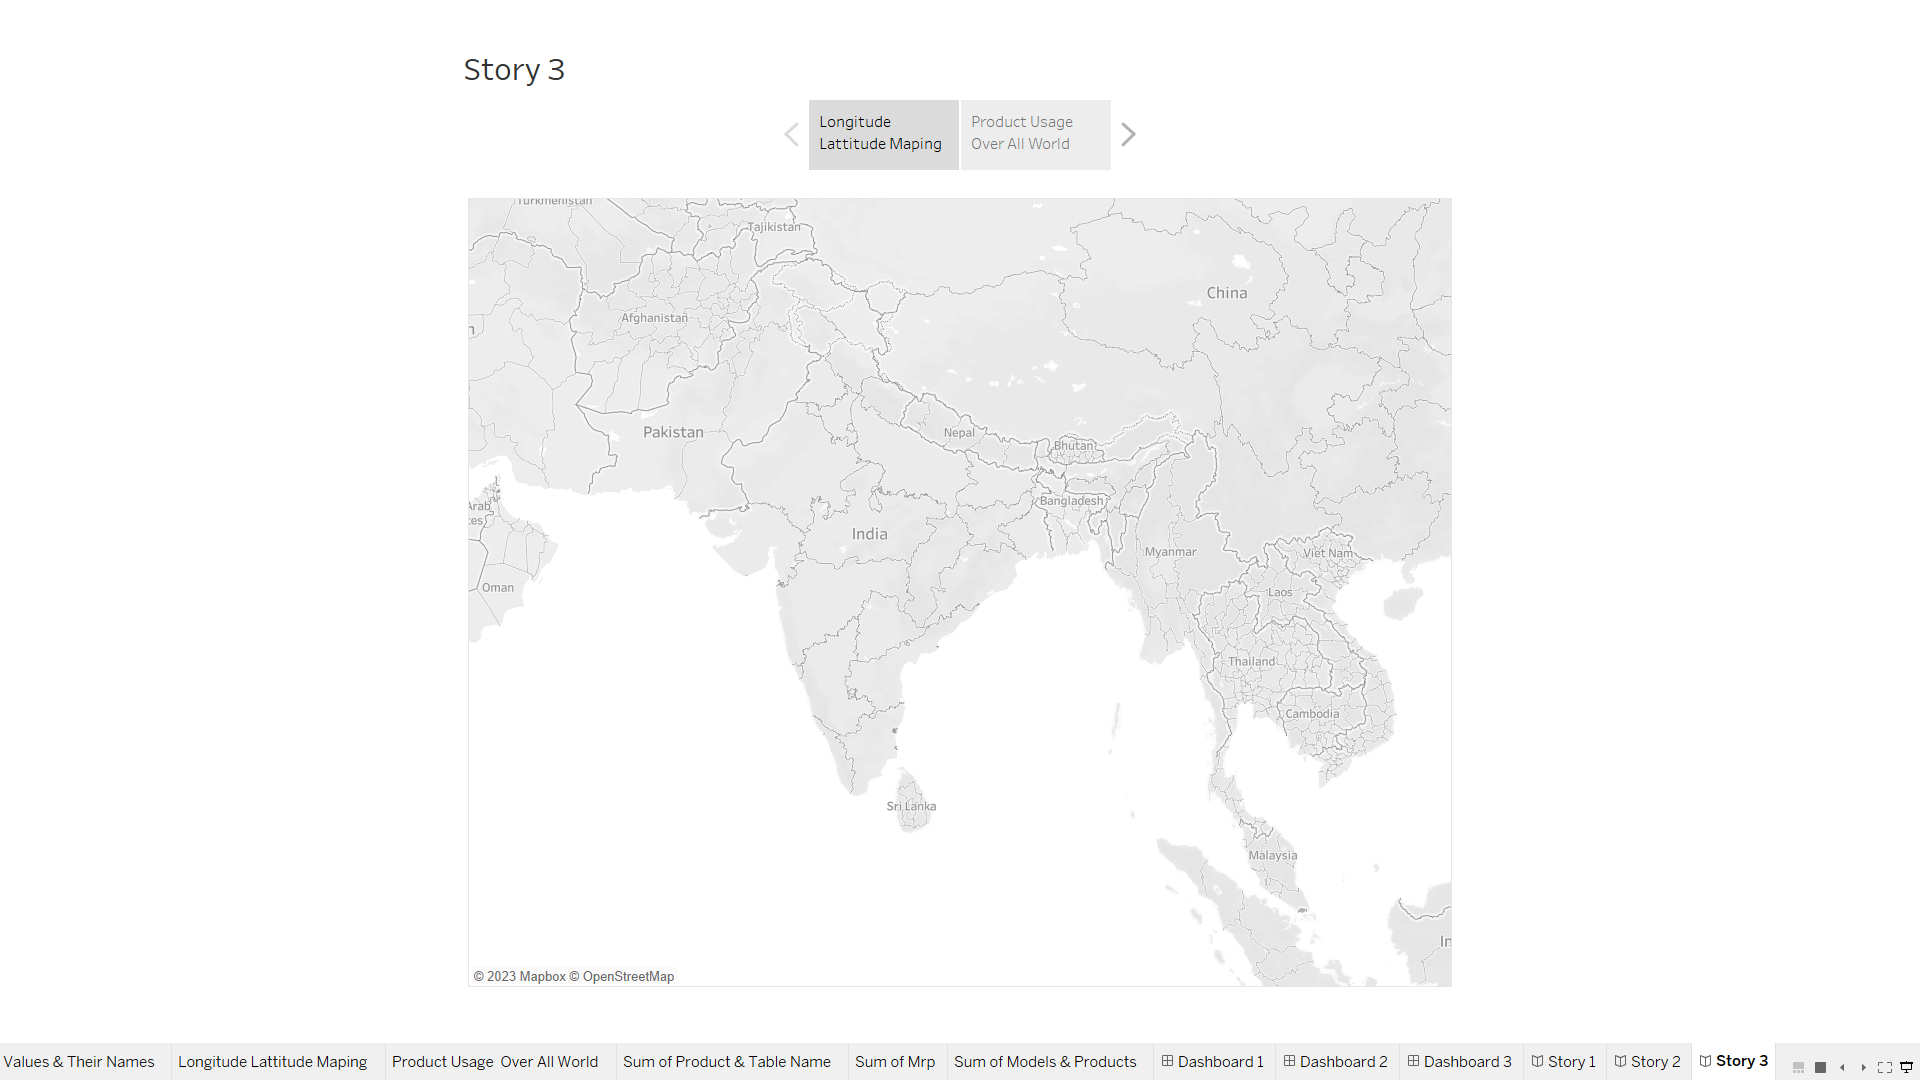 Story 3
Longitude
Lattitude Maping
Product Usage
Over All World
Turkmenistan
Tajikistan
China
Afghanistan
Pakistan
Nepal
Bhutan
Bangladesh
Arab
India
Myanmar
Viet Nam
Oman
Laos
Thailand
Cambodia
Sri Lanka
Malaysia
© 2023 Mapbox © OpenStreetMap
Values & Their Names
Longitude Lattitude Maping
Product Usage Over All World
Sum of Product & Table Name
Sum of Mrp
Sum of Models & Products
Dashboard 1
Dashboard 2
Dashboard 3
Story 1
Story 2
Story 3